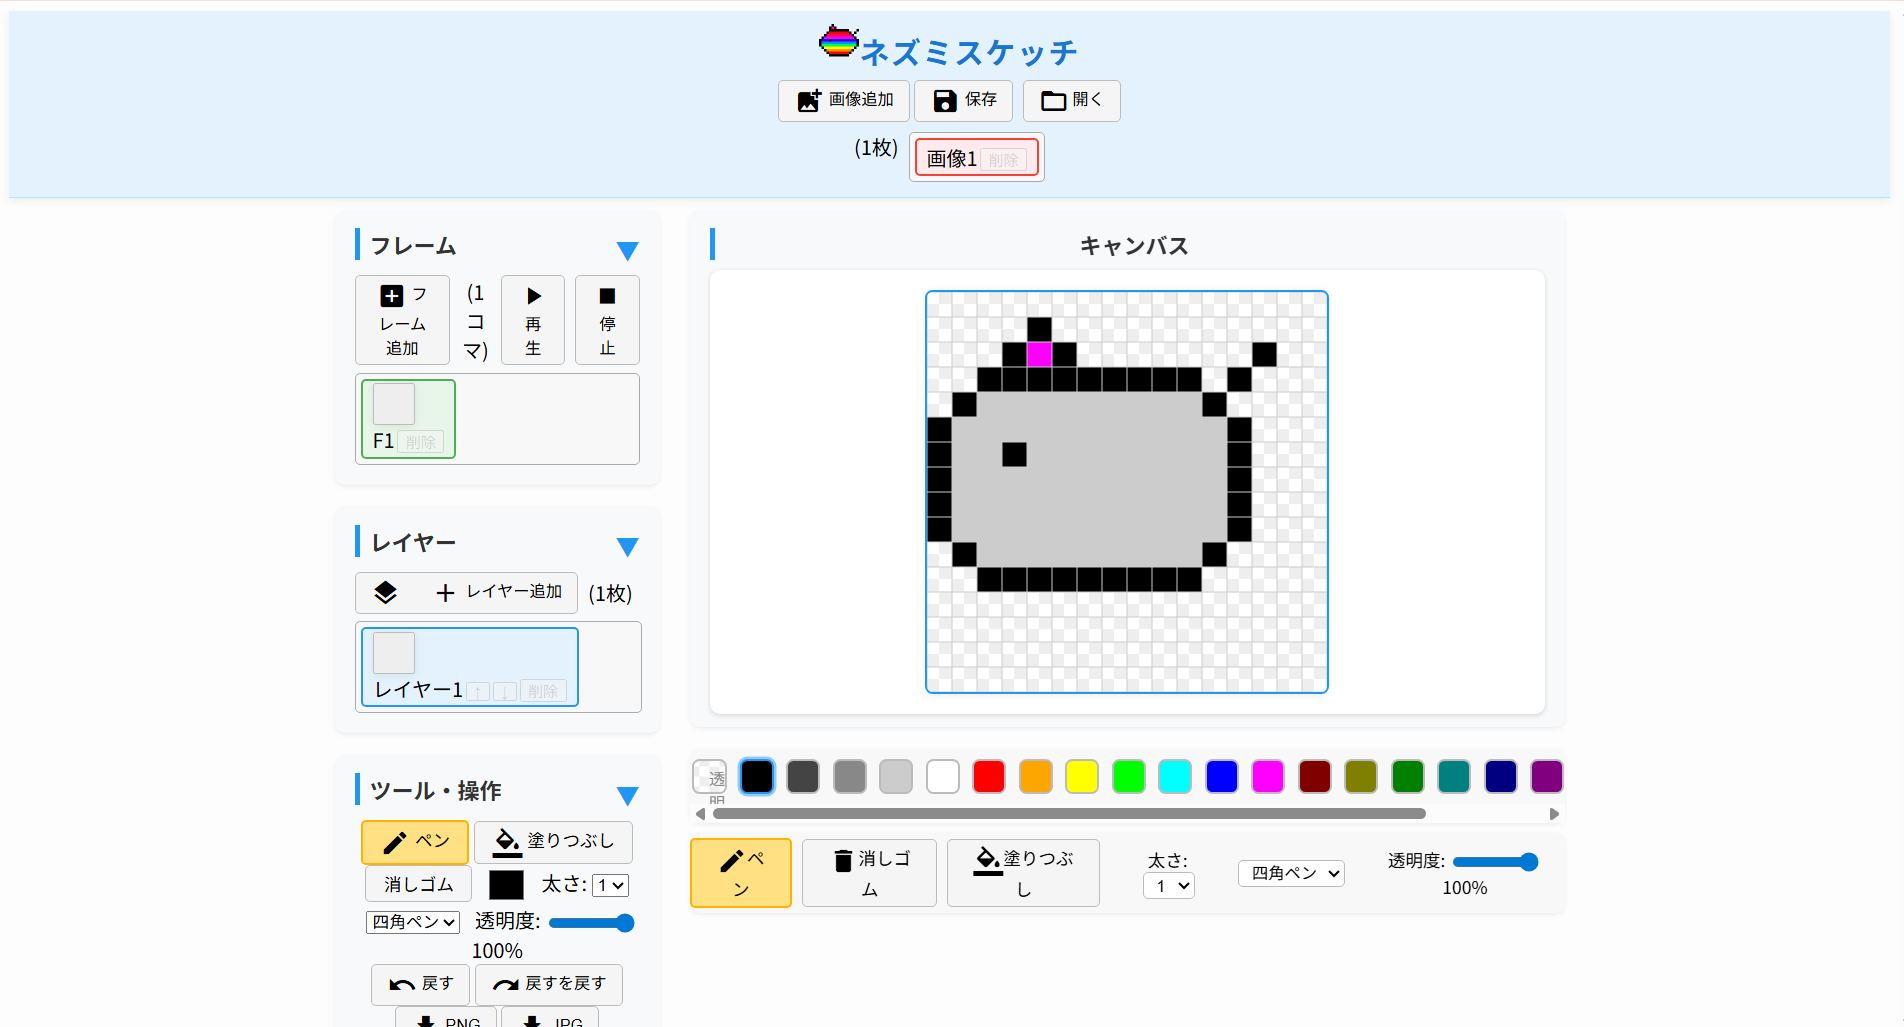 ネズミスケッチ
画像追加 保存 開く
(1枚) 画像1 削除
フレーム
フ
レーム
追加
(1
コ
マ)
再
生
停
止
F1 削除
レイヤー
レイヤー追加 (1枚)
レイヤー1 ↑ ↓ 削除
ツール・操作
ペン 塗りつぶし
消しゴム 太さ: 1
四角ペン 透明度:
100%
戻す 戻すを戻す
PNG JPG
キャンバス
透
明
ペ
ン
消しゴ
ム
塗りつぶ
し
太さ:
1
四角ペン
透明度:
100%